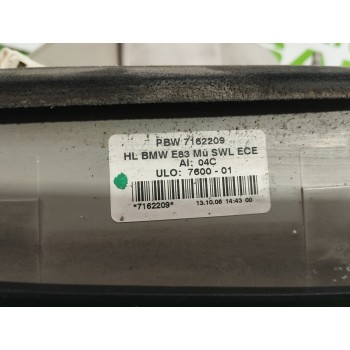 PBW 7162209
HL BMW E83 Mü SWL ECE
AI: 04C
ULO: 7600 - 01
*7162209* 13.10.06 14:43 00